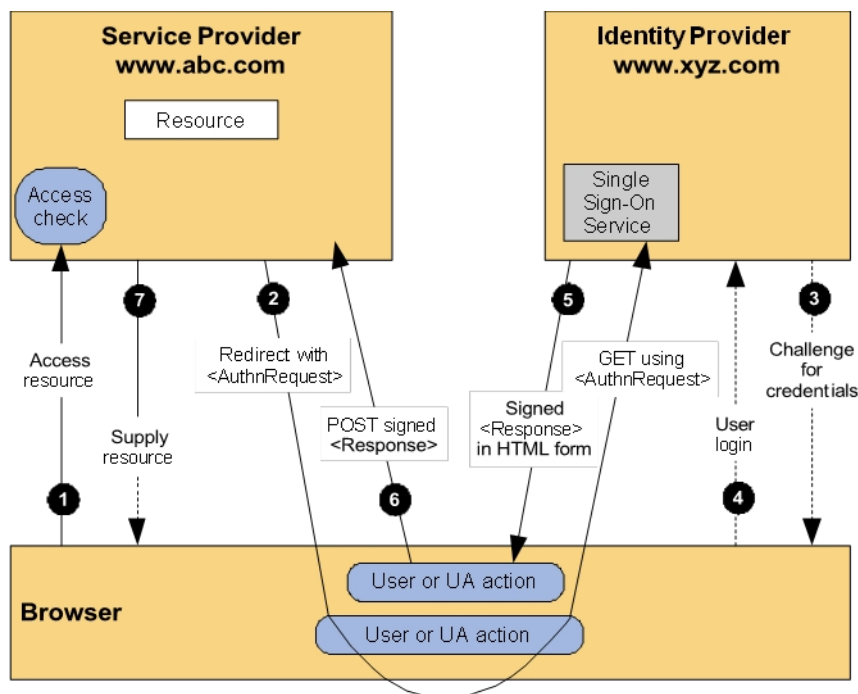 Service Provider
www.abc.com
Identity Provider
www.xyz.com
Resource
Access
check
Single
Sign-On
Service
7
2
5
3
Access
resource
Redirect with
<AuthnRequest>
GET using
<AuthnRequest>
Challenge
for
credentials
Supply
resource
POST signed
<Response>
Signed
<Response>
in HTML form
User
login
1
6
4
User or UA action
Browser
User or UA action